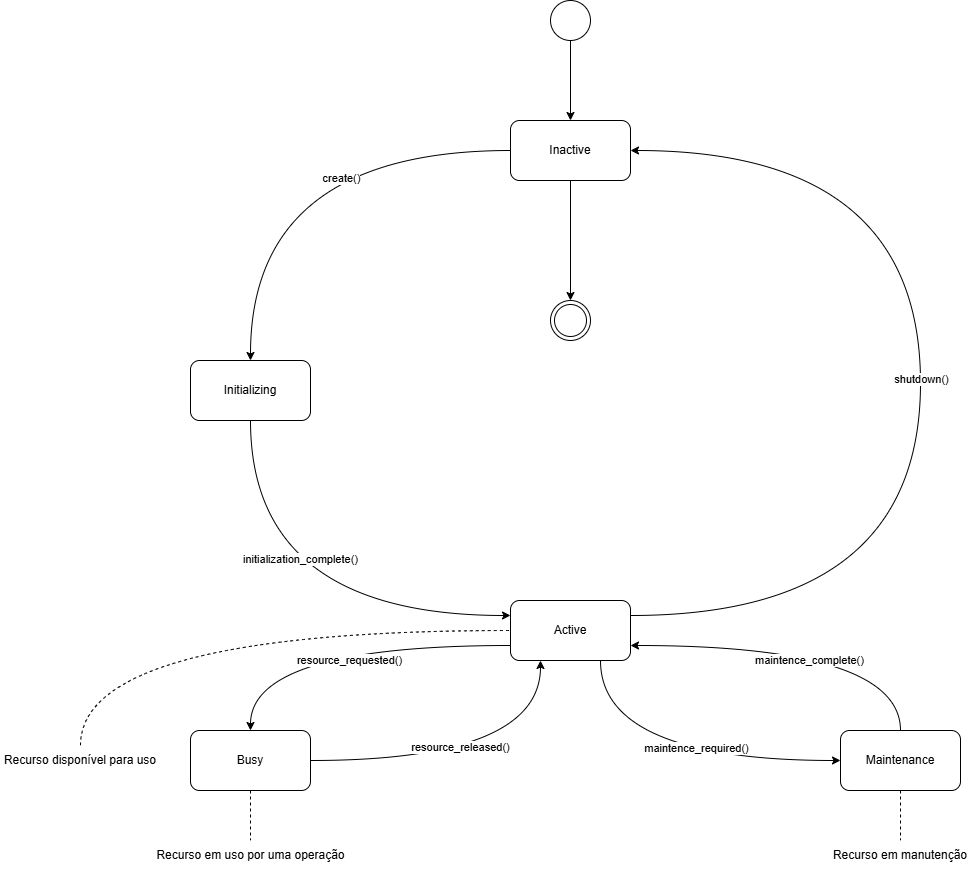 Inactive
create()
shutdown()
Initializing
initialization_complete()
Active
resource_requested()
maintence_complete()
resource_released()
maintence_required()
Recurso disponível para uso
Busy
Maintenance
Recurso em uso por uma operação
Recurso em manutenção